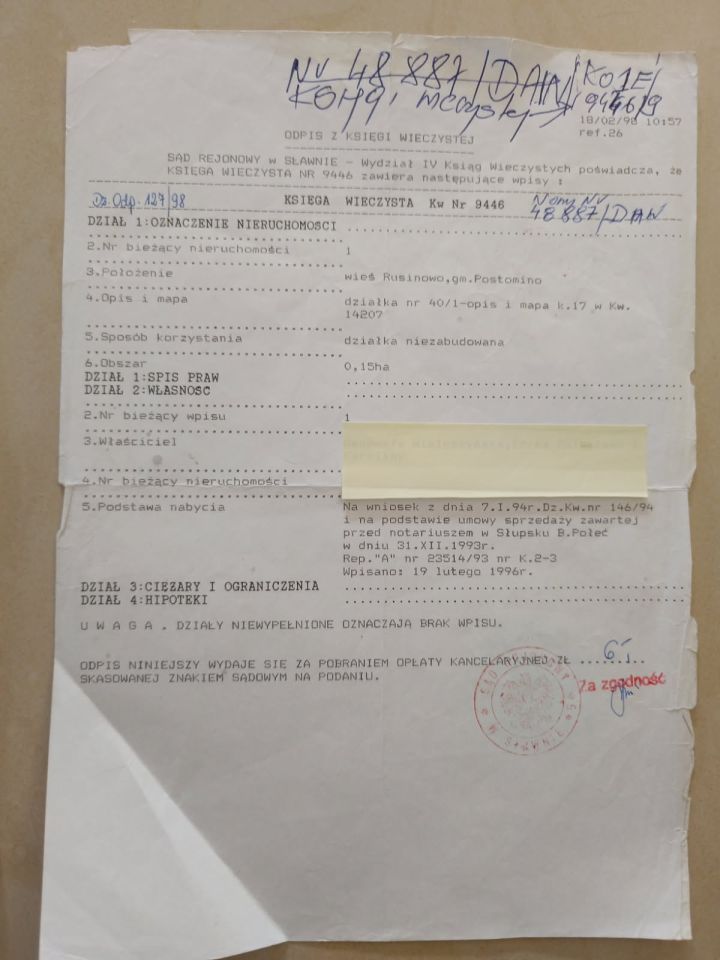 NV 48 887/DAW/KO1E/
KSIĘGI Wieczystej 9446/9
18/02/98 10:57
ref.26
ODPIS Z KSIĘGI WIECZYSTEJ
SĄD REJONOWY w SŁAWNIE - Wydział IV Ksiąg Wieczystych poświadcza, że
KSIĘGA WIECZYSTA NR 9446 zawiera następujące wpisy :
Dz. Odp. 127/98 KSIĘGA WIECZYSTA Kw Nr 9446 Nowy NV
48 887/DAW
DZIAŁ 1:OZNACZENIE NIERUCHOMOŚCI
2.Nr bieżący nieruchomości 1
3.Położenie wieś Rusinowo,gm.Postomino
4.Opis i mapa działka nr 40/1-opis i mapa k.17 w Kw.
14207
5.Sposób korzystania działka niezabudowana
6.Obszar 0,15ha
DZIAŁ 1:SPIS PRAW
DZIAŁ 2:WŁASNOŚĆ
2.Nr bieżący wpisu 1
3.Właściciel
4.Nr bieżący nieruchomości
5.Podstawa nabycia Na wniosek z dnia 7.I.94r.Dz.Kw.nr 146/94
i na podstawie umowy sprzedaży zawartej
przed notariuszem w Słupsku B.Połeć
w dniu 31.XII.1993r.
Rep."A" nr 23514/93 nr K.2-3
Wpisano: 19 lutego 1996r.
DZIAŁ 3:CIĘŻARY I OGRANICZENIA
DZIAŁ 4:HIPOTEKI
U W A G A . DZIAŁY NIEWYPEŁNIONE OZNACZAJĄ BRAK WPISU.
ODPIS NINIEJSZY WYDAJE SIĘ ZA POBRANIEM OPŁATY KANCELARYJNEJ ZŁ 6,-
SKASOWANEJ ZNAKIEM SĄDOWYM NA PODANIU.
Za zgodność